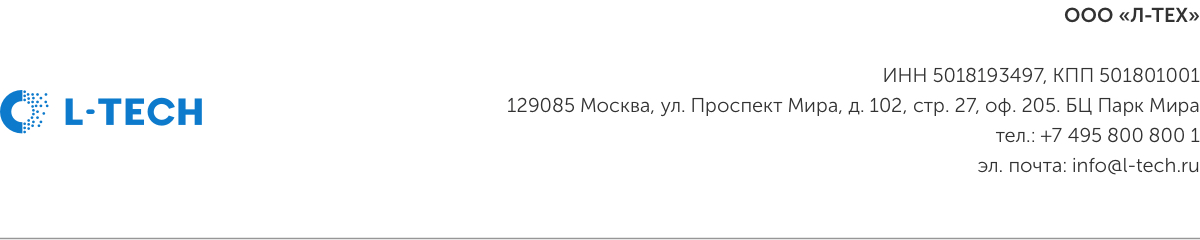 ООО «Л-ТЕХ»
ИНН 5018193497, КПП 501801001
L-TECH
129085 Москва, ул. Проспект Мира, д. 102, стр. 27, оф. 205. БЦ Парк Мира
тел.: +7 495 800 800 1
эл. почта: info@l-tech.ru